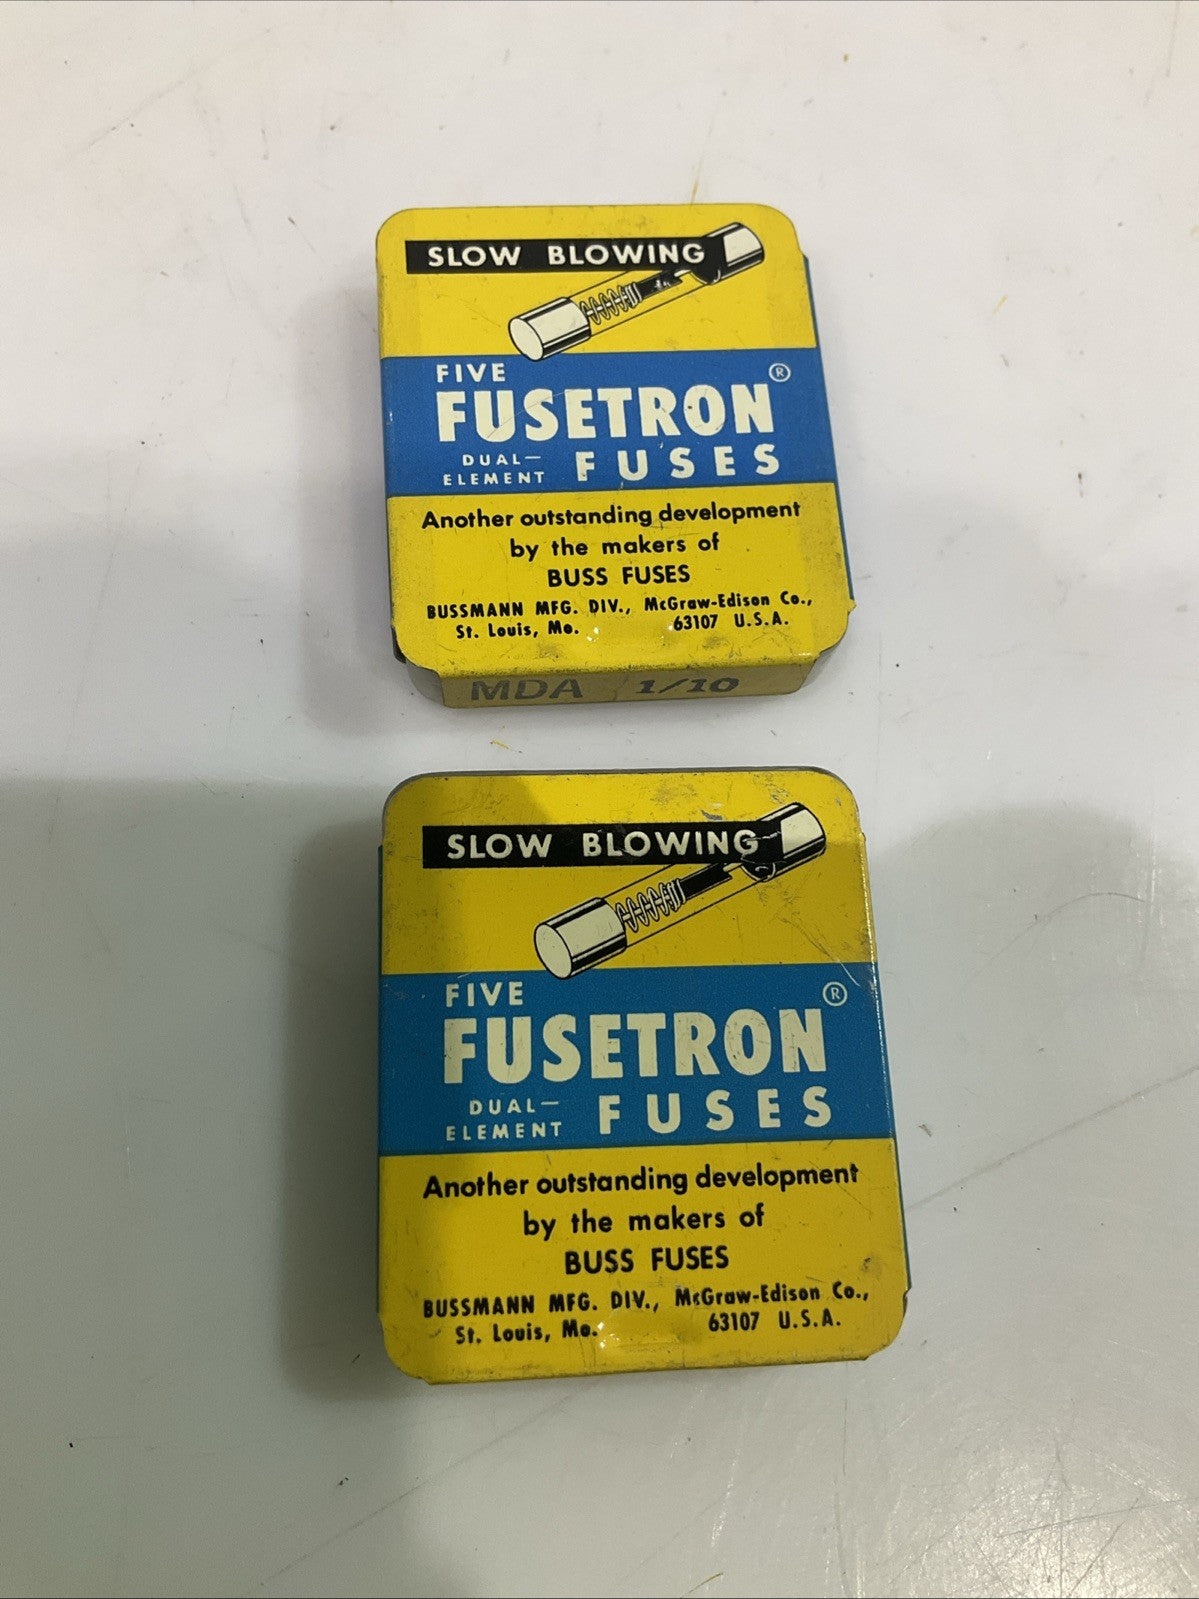 SLOW BLOWING
FIVE
FUSETRON®
DUAL—
ELEMENT FUSES
Another outstanding development
by the makers of
BUSS FUSES
BUSSMANN MFG. DIV., McGraw-Edison Co.,
St. Louis, Mo. 63107 U.S.A.
MDA 1/10
SLOW BLOWING
FIVE
FUSETRON®
DUAL—
ELEMENT FUSES
Another outstanding development
by the makers of
BUSS FUSES
BUSSMANN MFG. DIV., McGraw-Edison Co.,
St. Louis, Mo. 63107 U.S.A.